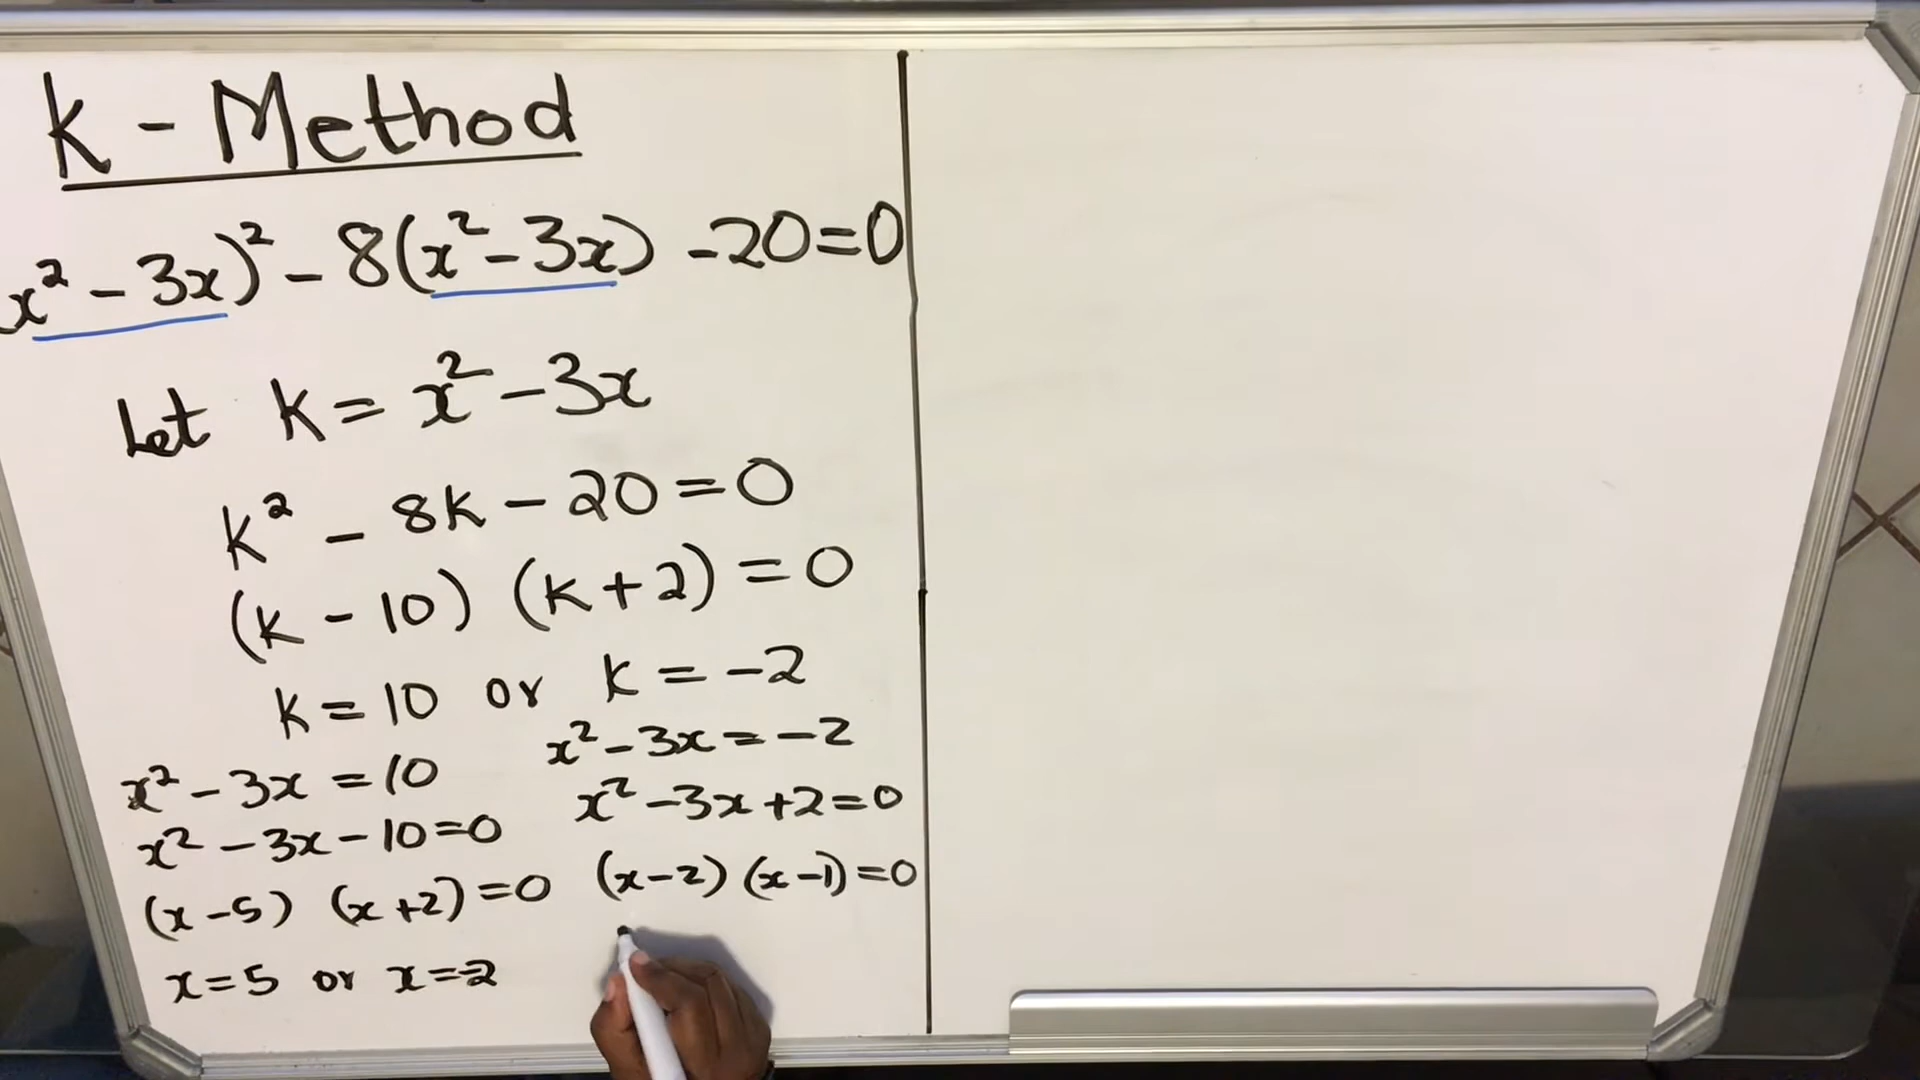 K - Method
x² - 3x)² - 8(x² - 3x) - 20 = 0
Let k = x² - 3x
k² - 8k - 20 = 0
(k - 10) (k + 2) = 0
k = 10 or k = -2
x² - 3x = 10
x² - 3x - 10 = 0
(x - 5) (x + 2) = 0
x = 5 or x = -2
x² - 3x = -2
x² - 3x + 2 = 0
(x - 2) (x - 1) = 0